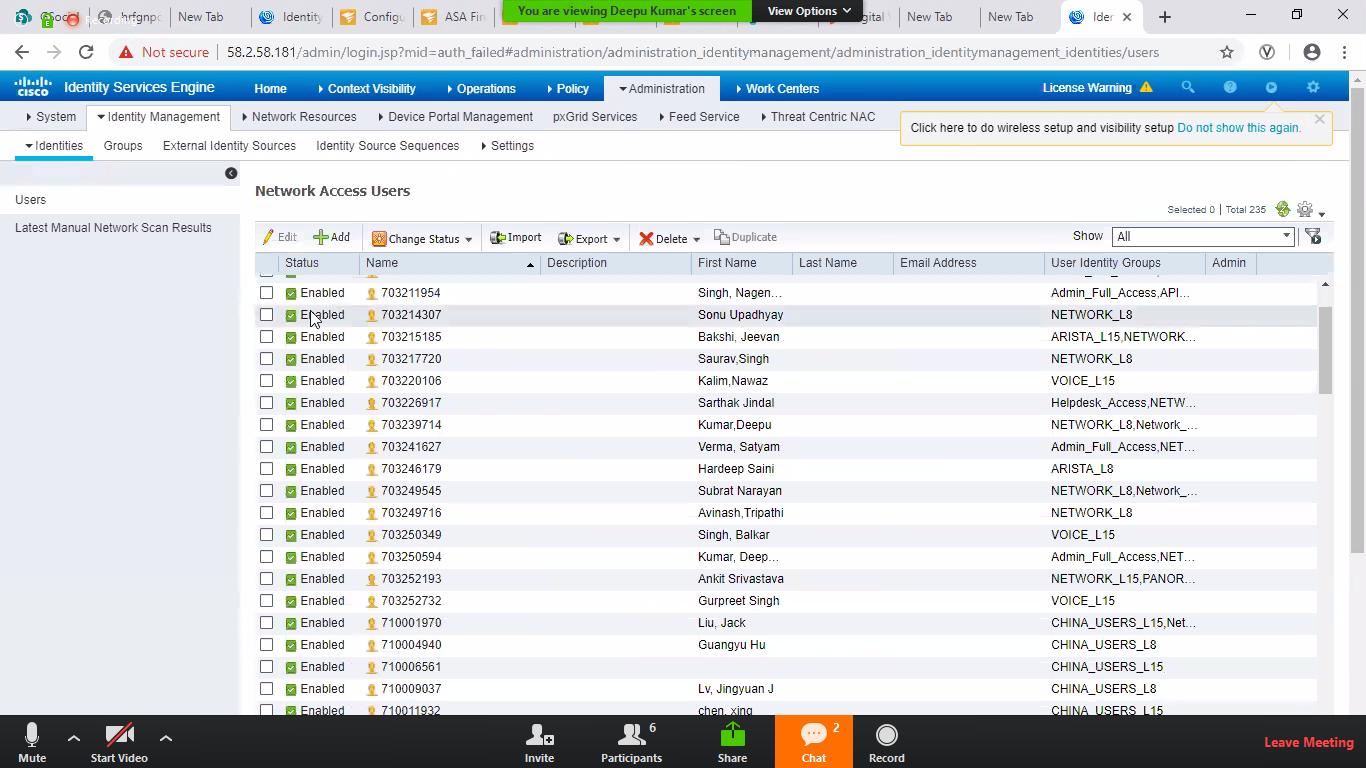 You are viewing Deepu Kumar's screen
View Options
New Tab
Identity
Configu
ASA Fi
New Tab
New Tab
Not secure
58.2.58.181/admin/login.jsp?mid=auth_failed#administration/administration_identitymanagement/administration_identitymanagement_identities/users
CISCO Identity Services Engine Home Context Visibility Operations Policy Administration Work Centers License Warning
System Identity Management Network Resources Device Portal Management pxGrid Services Feed Service Threat Centric NAC
Click here to do wireless setup and visibility setup Do not show this again.
Identities Groups External Identity Sources Identity Source Sequences Settings
Users
Latest Manual Network Scan Results
Network Access Users
Selected 0 | Total 235
Edit Add Change Status Import Export Delete Duplicate Show All
Status Name Description First Name Last Name Email Address User Identity Groups Admin
Enabled 703211954 Singh, Nagen... Admin_Full_Access,API...
Enabled 703214307 Sonu Upadhyay NETWORK_L8
Enabled 703215185 Bakshi, Jeevan ARISTA_L15,NETWORK...
Enabled 703217720 Saurav,Singh NETWORK_L8
Enabled 703220106 Kalim,Nawaz VOICE_L15
Enabled 703226917 Sarthak Jindal Helpdesk_Access,NETW...
Enabled 703239714 Kumar,Deepu NETWORK_L8,Network_...
Enabled 703241627 Verma, Satyam Admin_Full_Access,NET...
Enabled 703246179 Hardeep Saini ARISTA_L8
Enabled 703249545 Subrat Narayan NETWORK_L8,Network_...
Enabled 703249716 Avinash,Tripathi NETWORK_L8
Enabled 703250349 Singh, Balkar VOICE_L15
Enabled 703250594 Kumar, Deep... Admin_Full_Access,NET...
Enabled 703252193 Ankit Srivastava NETWORK_L15,PANOR...
Enabled 703252732 Gurpreet Singh VOICE_L15
Enabled 710001970 Liu, Jack CHINA_USERS_L15,Net...
Enabled 710004940 Guangyu Hu CHINA_USERS_L8
Enabled 710006561 CHINA_USERS_L15
Enabled 710009037 Lv, Jingyuan J CHINA_USERS_L8
Enabled 710011932 chen, xing CHINA_USERS_L15
Mute Start Video Invite Participants 6 Share Chat 2 Record Leave Meeting